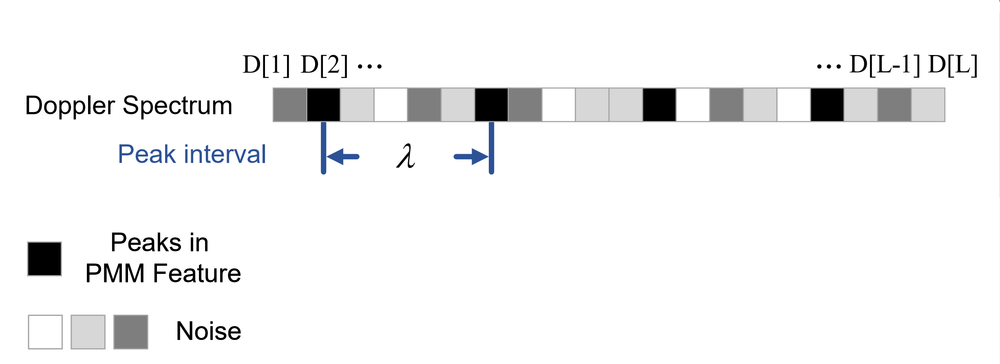 D[1] D[2] ··· ··· D[L-1] D[L]
Doppler Spectrum
Peak interval λ
Peaks in
PMM Feature
Noise